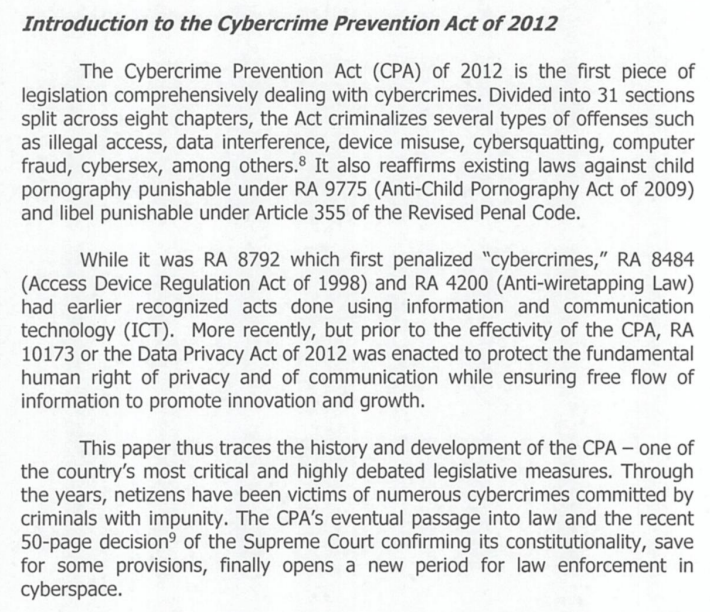 Introduction to the Cybercrime Prevention Act of 2012
The Cybercrime Prevention Act (CPA) of 2012 is the first piece of
legislation comprehensively dealing with cybercrimes. Divided into 31 sections
split across eight chapters, the Act criminalizes several types of offenses such
as illegal access, data interference, device misuse, cybersquatting, computer
fraud, cybersex, among others.⁸ It also reaffirms existing laws against child
pornography punishable under RA 9775 (Anti-Child Pornography Act of 2009)
and libel punishable under Article 355 of the Revised Penal Code.
While it was RA 8792 which first penalized "cybercrimes," RA 8484
(Access Device Regulation Act of 1998) and RA 4200 (Anti-wiretapping Law)
had earlier recognized acts done using information and communication
technology (ICT). More recently, but prior to the effectivity of the CPA, RA
10173 or the Data Privacy Act of 2012 was enacted to protect the fundamental
human right of privacy and of communication while ensuring free flow of
information to promote innovation and growth.
This paper thus traces the history and development of the CPA – one of
the country's most critical and highly debated legislative measures. Through
the years, netizens have been victims of numerous cybercrimes committed by
criminals with impunity. The CPA's eventual passage into law and the recent
50-page decision⁹ of the Supreme Court confirming its constitutionality, save
for some provisions, finally opens a new period for law enforcement in
cyberspace.